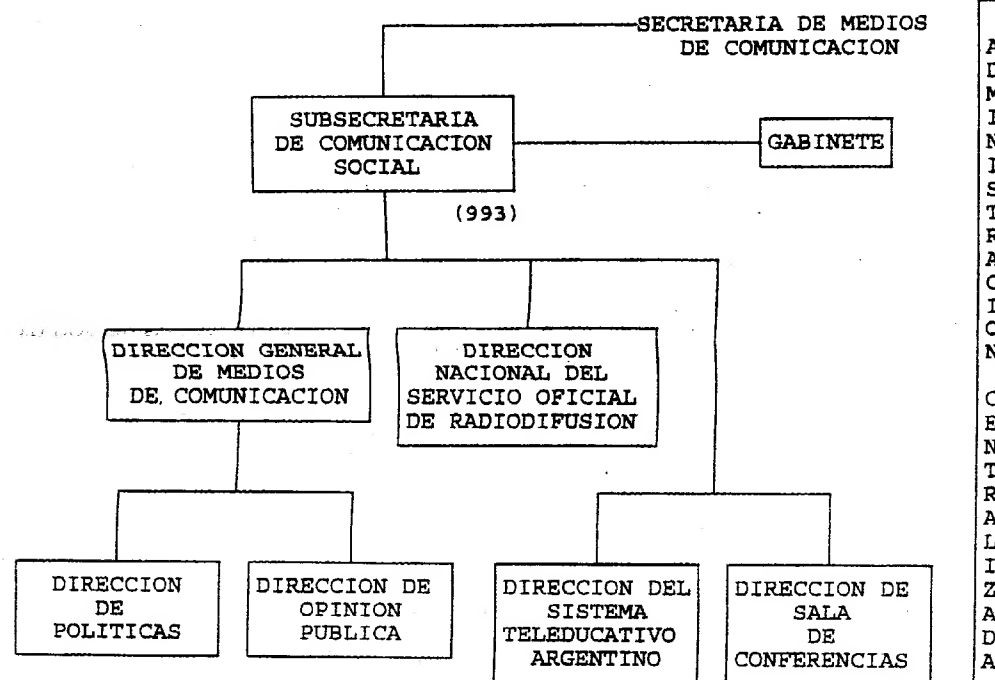 SECRETARIA DE MEDIOS
DE COMUNICACION
SUBSECRETARIA
DE COMUNICACION
SOCIAL
GABINETE
(993)
DIRECCION GENERAL
DE MEDIOS
DE, COMUNICACION
DIRECCION
NACIONAL DEL
SERVICIO OFICIAL
DE RADIODIFUSION
DIRECCION
DE
POLITICAS
DIRECCION DE
OPINION
PUBLICA
DIRECCION DEL
SISTEMA
TELEDUCATIVO
ARGENTINO
DIRECCION DE
SALA
DE
CONFERENCIAS
A
D
M
I
N
I
S
T
R
A
C
I
O
N
C
E
N
T
R
A
L
I
Z
A
D
A